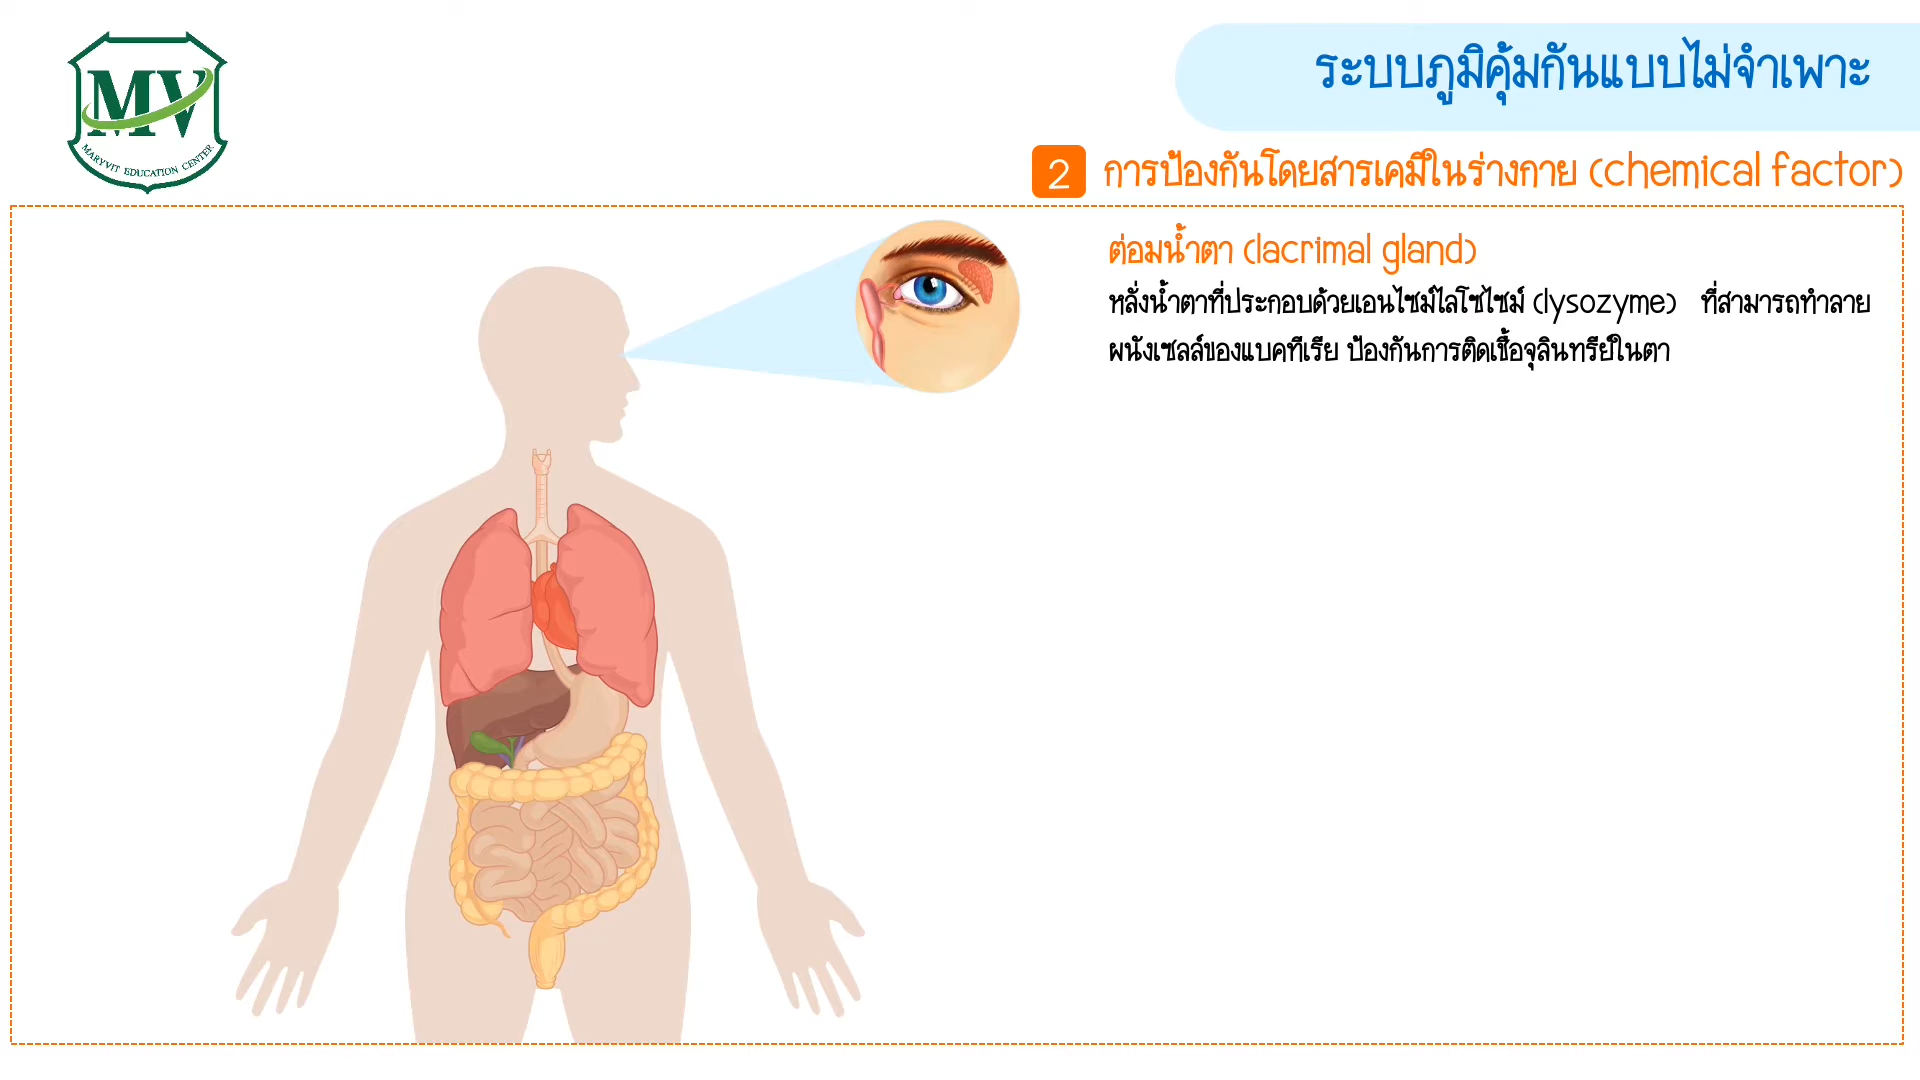 MV
MARYVIT EDUCATION CENTER
ระบบภูมิคุ้มกันแบบไม่จำเพาะ
2 การป้องกันโดยสารเคมีในร่างกาย (chemical factor)
ต่อมน้ำตา (lacrimal gland)
หลั่งน้ำตาที่ประกอบด้วยเอนไซม์ไลโซไซม์ (lysozyme) ที่สามารถทำลาย
ผนังเซลล์ของแบคทีเรีย ป้องกันการติดเชื้อจุลินทรีย์ในตา